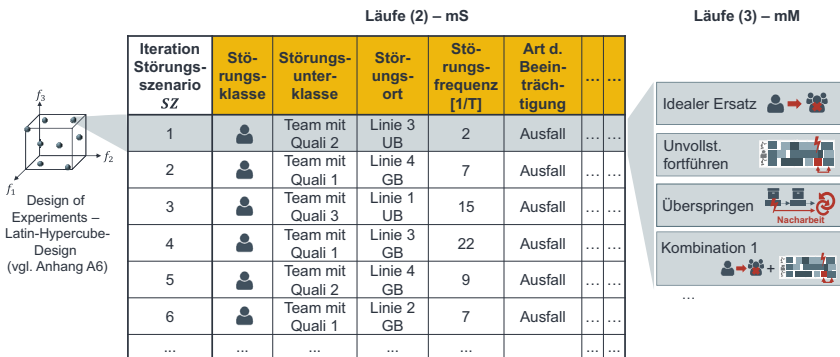 Läufe (2) – mS
Läufe (3) – mM
Iteration
Störungs-
szenario
SZ
Stö-
rungs-
klasse
Störungs-
unter-
klasse
Stör-
ungs-
ort
Stö-
rungs-
frequenz
[1/T]
Art d.
Beein-
träch-
tigung
... ...
f3
f2
f1
Design of
Experiments –
Latin-Hypercube-
Design
(vgl. Anhang A6)
1
Team mit
Quali 2
Linie 3
UB
2
Ausfall
... ...
2
Team mit
Quali 1
Linie 4
GB
7
Ausfall
... ...
3
Team mit
Quali 3
Linie 1
UB
15
Ausfall
... ...
4
Team mit
Quali 1
Linie 3
GB
22
Ausfall
... ...
5
Team mit
Quali 2
Linie 4
GB
9
Ausfall
... ...
6
Team mit
Quali 1
Linie 2
GB
7
Ausfall
... ...
... ... ... ... ... ... ... ...
Idealer Ersatz
Unvollst.
fortführen
Überspringen
Nacharbeit
Kombination 1
+
...